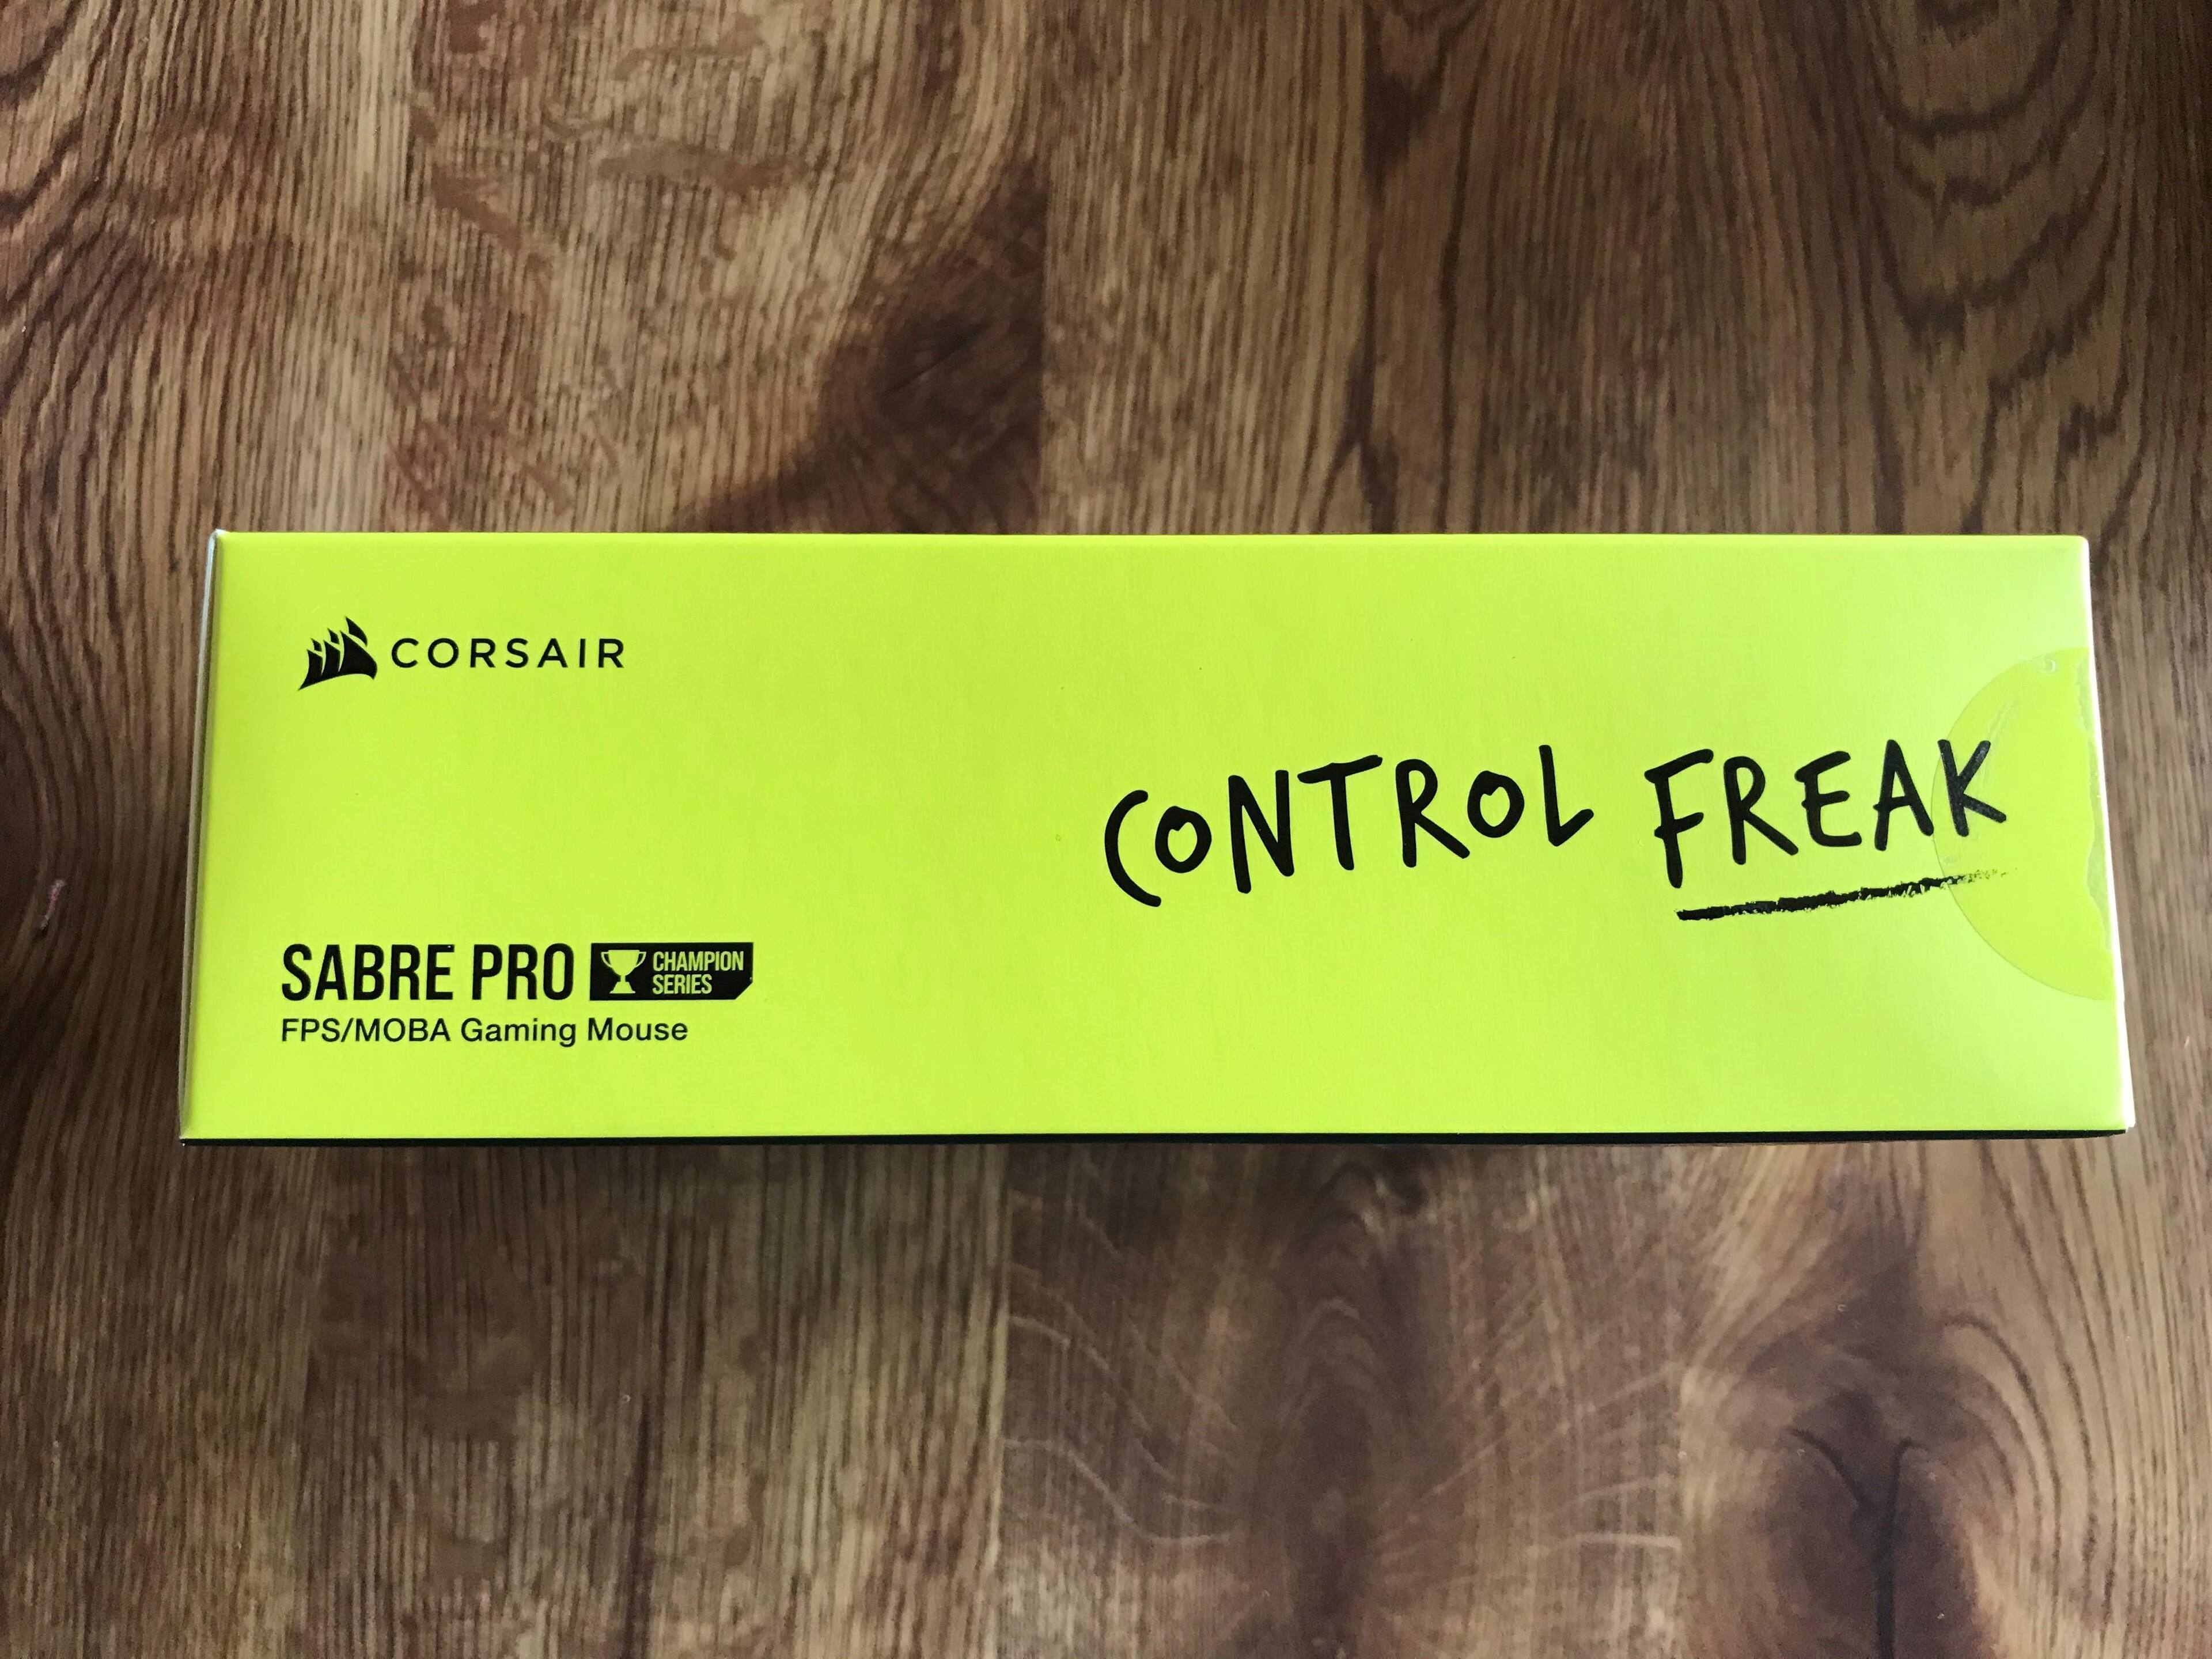 CORSAIR
CONTROL FREAK
SABRE PRO CHAMPION SERIES
FPS/MOBA Gaming Mouse